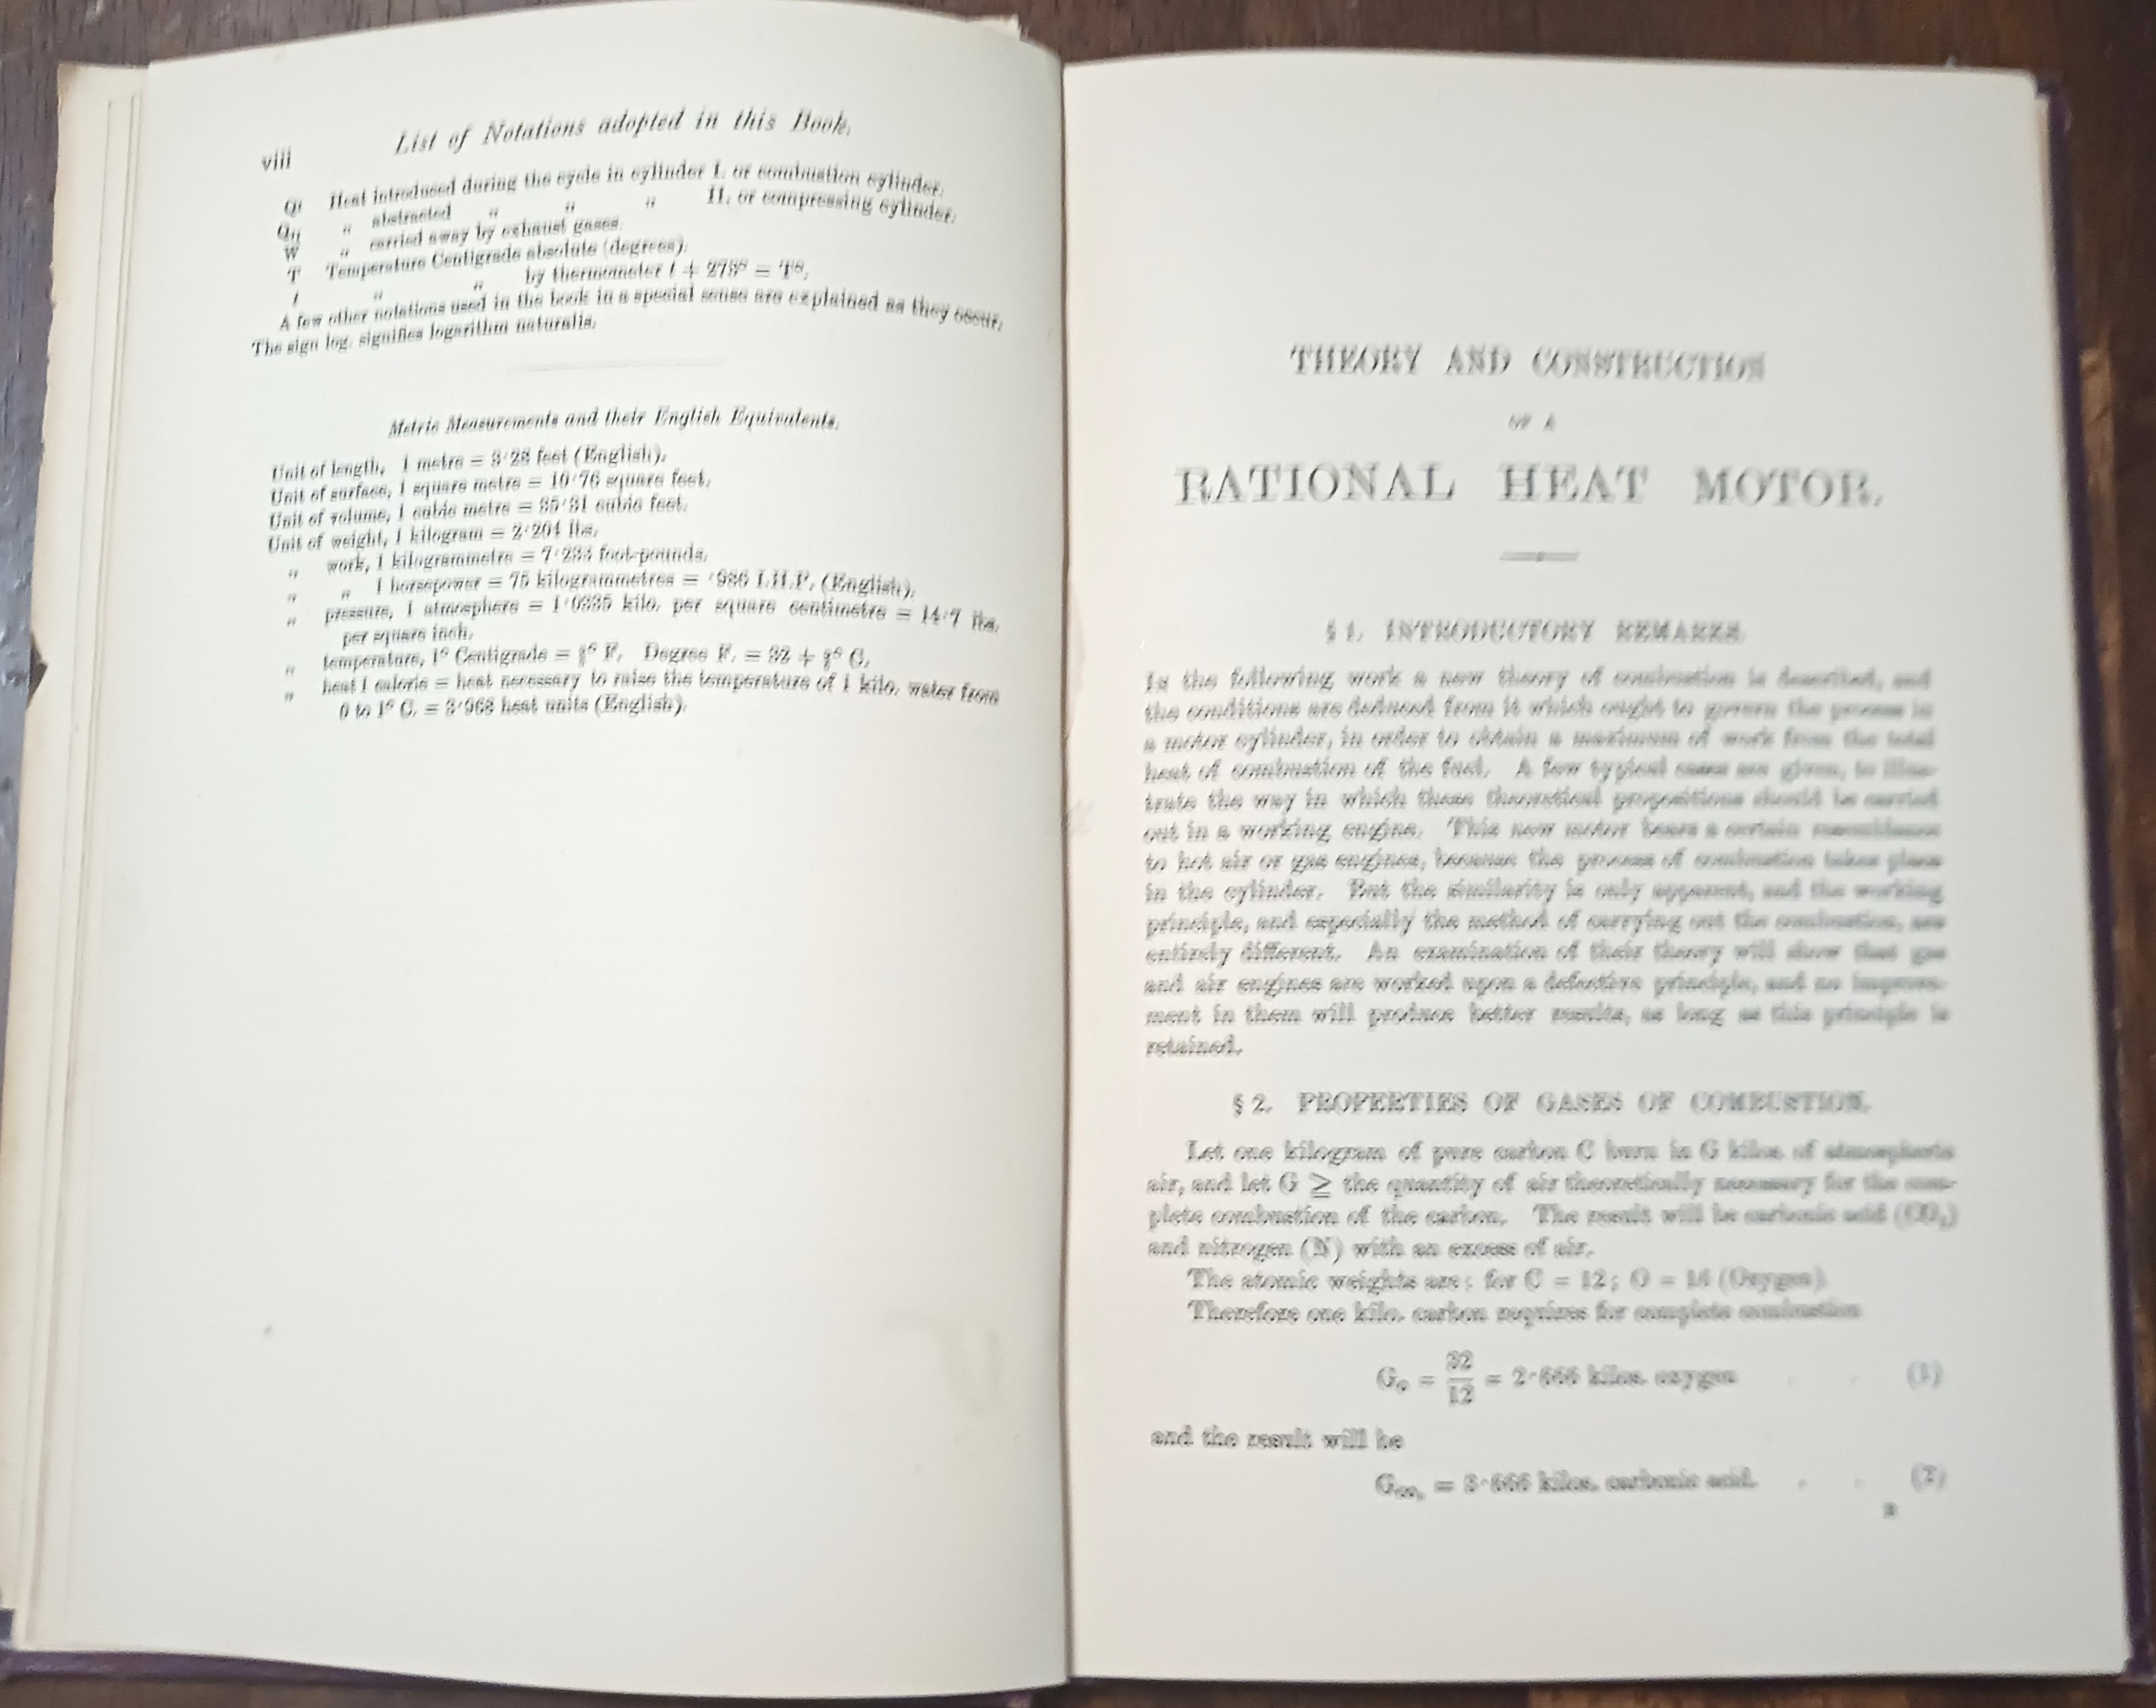 viii
List of Notations adopted in this Book.
Q₁ Heat introduced during the cycle in cylinder I. or combustion cylinder.
Q₁₁ „ abstracted „ „ „ II. or compressing cylinder.
W „ carried away by exhaust gases.
T Temperature Centigrade absolute (degrees).
t „ „ by thermometer t + 273° = T°.
A few other notations used in the book in a special sense are explained as they occur.
The sign log. signifies logarithm naturalis.
Metric Measurements and their English Equivalents.
Unit of length, 1 metre = 3·28 feet (English).
Unit of surface, 1 square metre = 10·76 square feet.
Unit of volume, 1 cubic metre = 35·31 cubic feet.
Unit of weight, 1 kilogram = 2·204 lbs.
„ work, 1 kilogrammetre = 7·233 foot-pounds.
„ „ 1 horsepower = 75 kilogrammetres = ·986 I.H.P. (English).
„ pressure, 1 atmosphere = 1·0335 kilo. per square centimetre = 14·7 lbs.
per square inch.
„ temperature, 1° Centigrade = ° F. Degree F. = 32 + ° C.
„ heat 1 calorie = heat necessary to raise the temperature of 1 kilo. water from
0 to 1° C. = 3·968 heat units (English).
THEORY AND CONSTRUCTION
OF A
RATIONAL HEAT MOTOR.
§ 1. INTRODUCTORY REMARKS.
In the following work a new theory of combustion is described, and
the conditions are deduced from it which ought to govern the process in
a motor cylinder, in order to obtain a maximum of work from the total
heat of combustion of the fuel. A few typical cases are given, to illus-
trate the way in which these theoretical propositions should be carried
out in a working engine. This new motor bears a certain resemblance
to hot air or gas engines, because the process of combustion takes place
in the cylinder. But the similarity is only apparent, and the working
principle, and especially the method of carrying out the combustion, are
entirely different. An examination of their theory will show that gas
and air engines are worked upon a defective principle, and no improve-
ment in them will produce better results, as long as this principle is
retained.
§ 2. PROPERTIES OF GASES OF COMBUSTION.
Let one kilogram of pure carbon C burn in G kilos. of atmospheric
air, and let G ≧ the quantity of air theoretically necessary for the com-
plete combustion of the carbon. The result will be carbonic acid (CO₂)
and nitrogen (N) with an excess of air.
The atomic weights are: for C = 12; O = 16 (Oxygen)
Therefore one kilo. carbon requires for complete combustion
Gₒ = 32/12 = 2·666 kilos. oxygen . . (1)
and the result will be
G_CO₂ = 3·666 kilos. carbonic acid. . . (2)
B